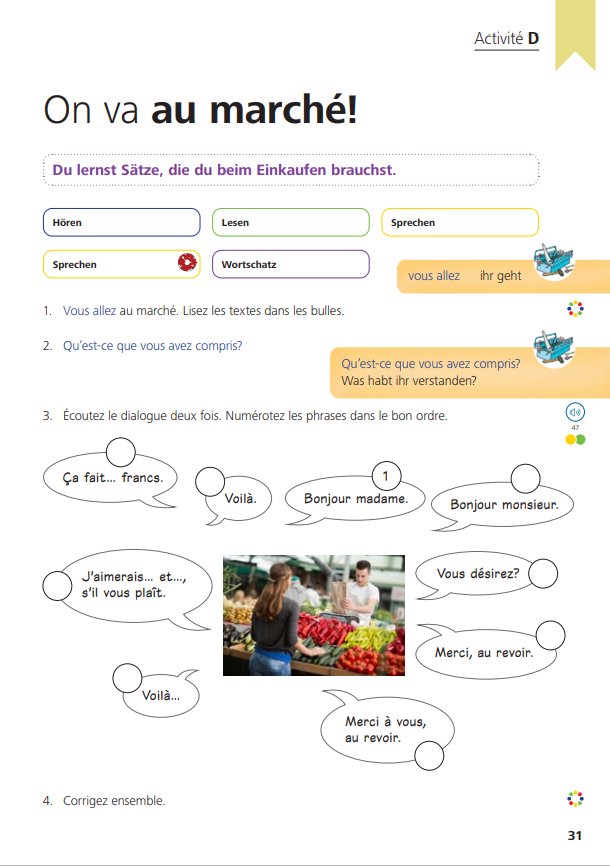 Activité D
On va au marché!
Du lernst Sätze, die du beim Einkaufen brauchst.
Hören
Lesen
Sprechen
Sprechen
Wortschatz
vous allez ihr geht
1. Vous allez au marché. Lisez les textes dans les bulles.
2. Qu'est-ce que vous avez compris?
Qu'est-ce que vous avez compris?
Was habt ihr verstanden?
3. Écoutez le dialogue deux fois. Numérotez les phrases dans le bon ordre.
47
Ça fait... francs.
Voilà.
1
Bonjour madame.
Bonjour monsieur.
J'aimerais... et...,
s'il vous plaît.
Vous désirez?
Merci, au revoir.
Voilà...
Merci à vous,
au revoir.
4. Corrigez ensemble.
31